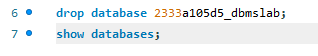 6 drop database 2333a105d5_dbmslab;
7 show databases;